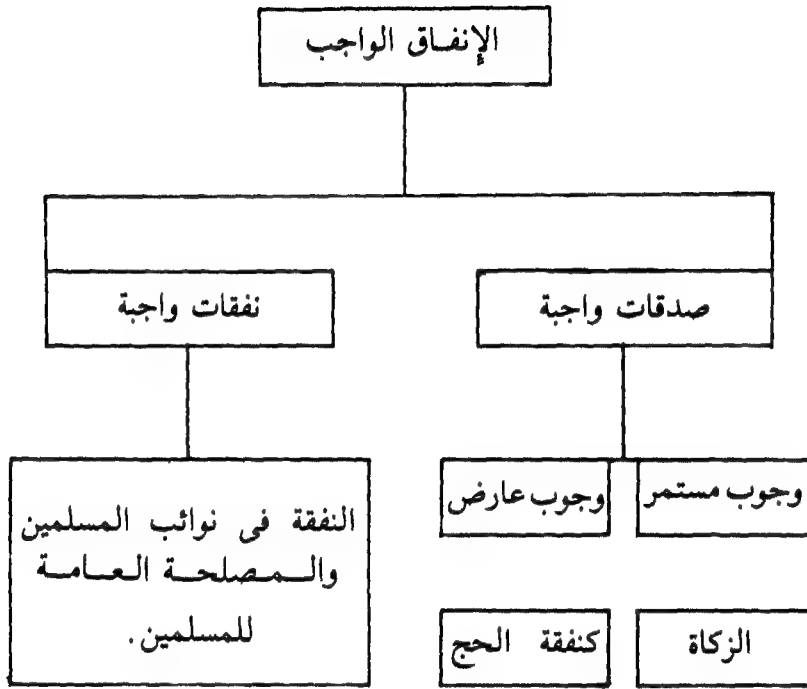 الإنفاق الواجب
صدقات واجبة
نفقات واجبة
وجوب مستمر
وجوب عارض
النفقة فى نوائب المسلمين
والمصلحة العامة
للمسلمين.
الزكاة
كنفقة الحج